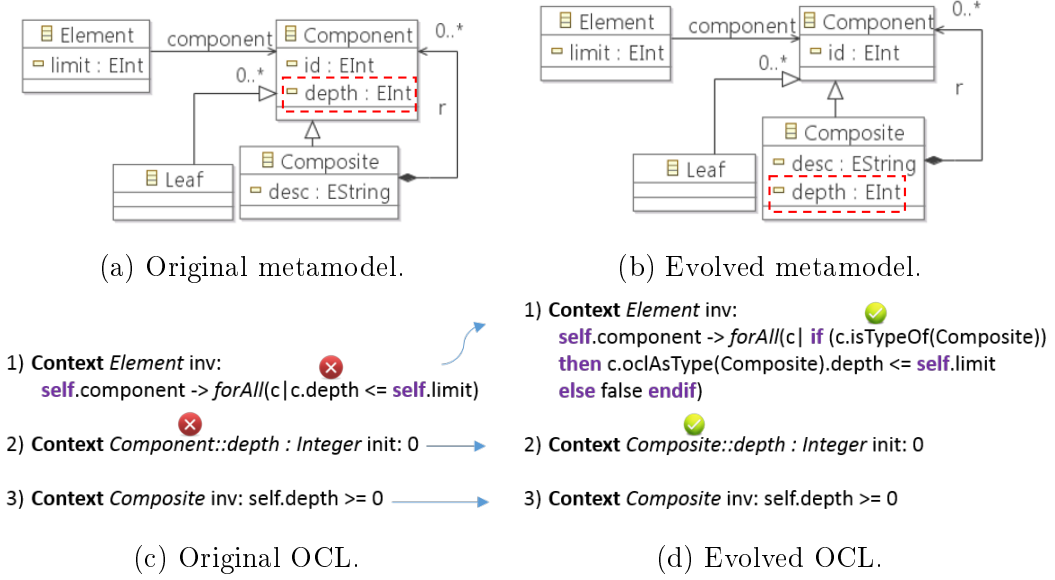 Element
limit : EInt
component
0..*
Component
id : EInt
depth : EInt
0..*
r
Leaf
Composite
desc : EString
(a) Original metamodel.
Element
limit : EInt
component
0..*
Component
id : EInt
0..*
r
Leaf
Composite
desc : EString
depth : EInt
(b) Evolved metamodel.
1) Context Element inv:
self.component -> forAll(c|c.depth <= self.limit)
2) Context Component::depth : Integer init: 0
3) Context Composite inv: self.depth >= 0
(c) Original OCL.
1) Context Element inv:
self.component -> forAll(c| if (c.isTypeOf(Composite))
then c.oclAsType(Composite).depth <= self.limit
else false endif)
2) Context Composite::depth : Integer init: 0
3) Context Composite inv: self.depth >= 0
(d) Evolved OCL.